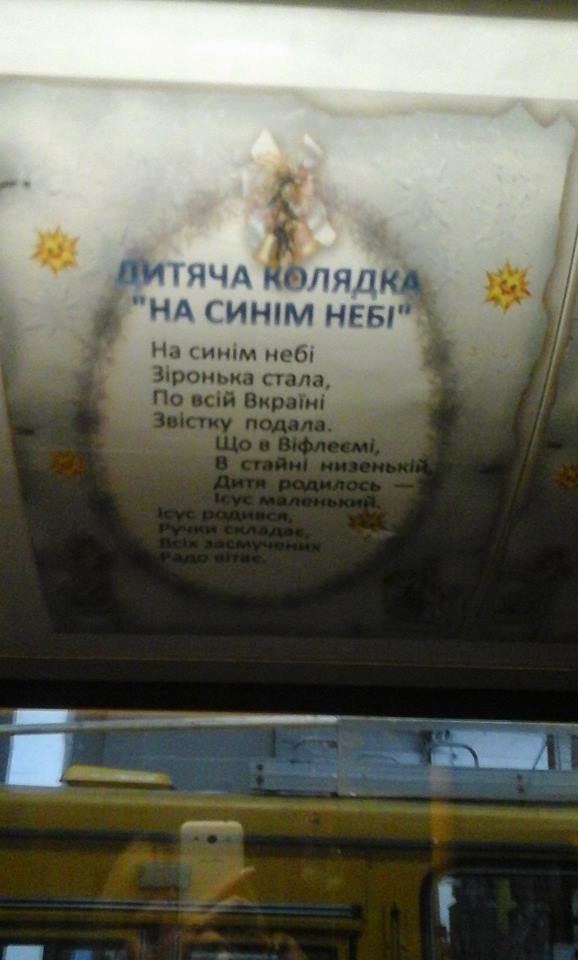 ДИТЯЧА КОЛЯДКА
"НА СИНІМ НЕБІ"
На синім небі
Зіронька стала,
По всій Вкраїні
Звістку подала.
Що в Віфлеємі,
В стайні низенькій,
Дитя родилось —
Ісус маленький.
Ісус родився,
Ручки складає,
Всіх засмучених
Радо вітає.